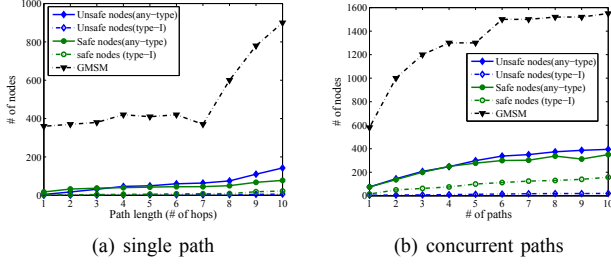 1000
800
600
400
200
0
# of nodes
Unsafe nodes(any-type)
Unsafe nodes(type-I)
Safe nodes(any-type)
safe nodes (type-I)
GMSM
1 2 3 4 5 6 7 8 9 10
Path length (# of hops)
(a) single path
1600
1400
1200
1000
800
600
400
200
0
# of nodes
Unsafe nodes(any-type)
Unsafe nodes(type-I)
Safe nodes(any-type)
safe nodes (type-I)
GMSM
1 2 3 4 5 6 7 8 9 10
# of paths
(b) concurrent paths